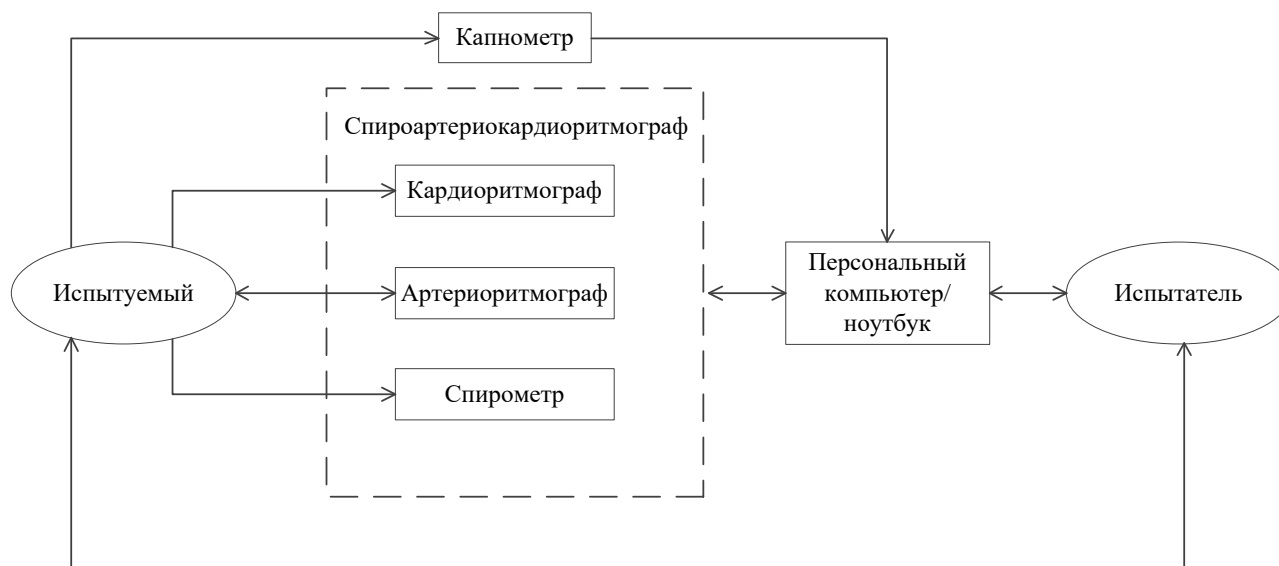 Капнометр
Спироартериокардиоритмограф
Кардиоритмограф
Испытуемый
Артериоритмограф
Спирометр
Персональный
компьютер/
ноутбук
Испытатель